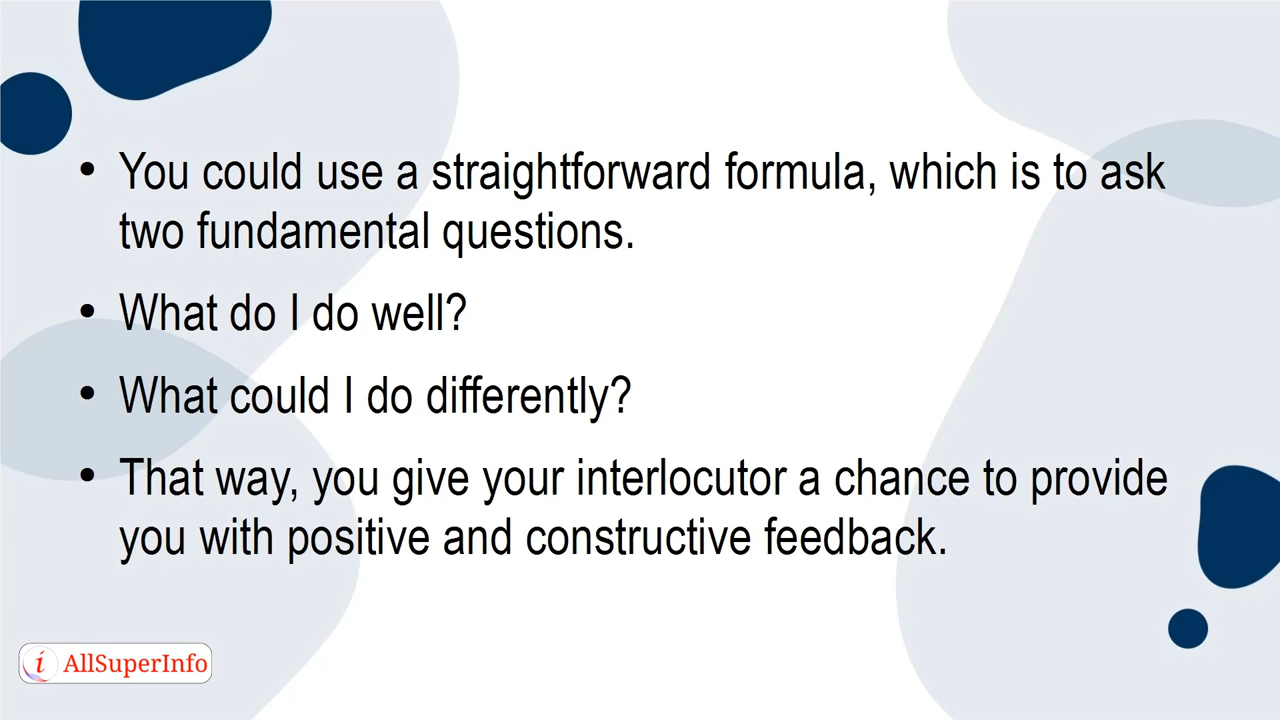 • You could use a straightforward formula, which is to ask
two fundamental questions.
• What do I do well?
• What could I do differently?
• That way, you give your interlocutor a chance to provide
you with positive and constructive feedback.
i AllSuperInfo